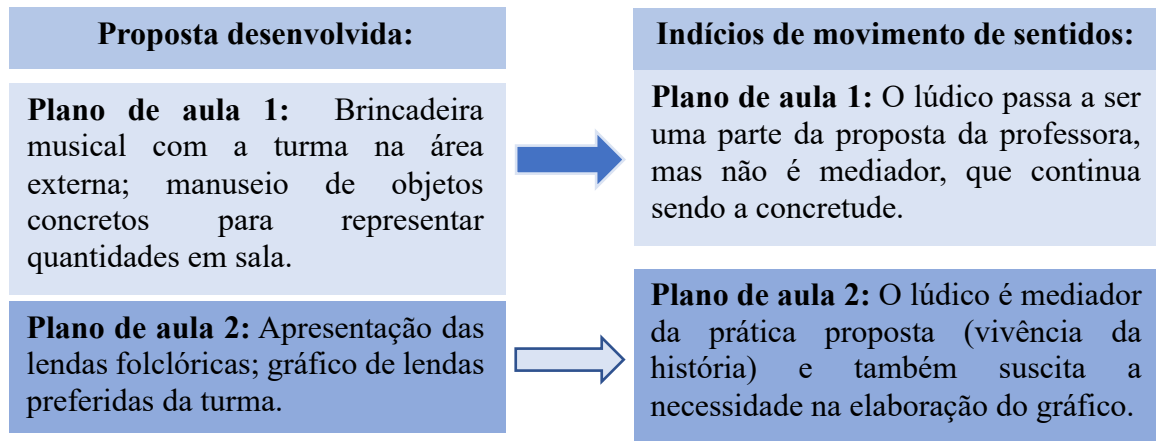 Proposta desenvolvida:
Plano de aula 1: Brincadeira
musical com a turma na área
externa; manuseio de objetos
concretos para representar
quantidades em sala.
Plano de aula 2: Apresentação das
lendas folclóricas; gráfico de lendas
preferidas da turma.
Indícios de movimento de sentidos:
Plano de aula 1: O lúdico passa a ser
uma parte da proposta da professora,
mas não é mediador, que continua
sendo a concretude.
Plano de aula 2: O lúdico é mediador
da prática proposta (vivência da
história) e também suscita a
necessidade na elaboração do gráfico.